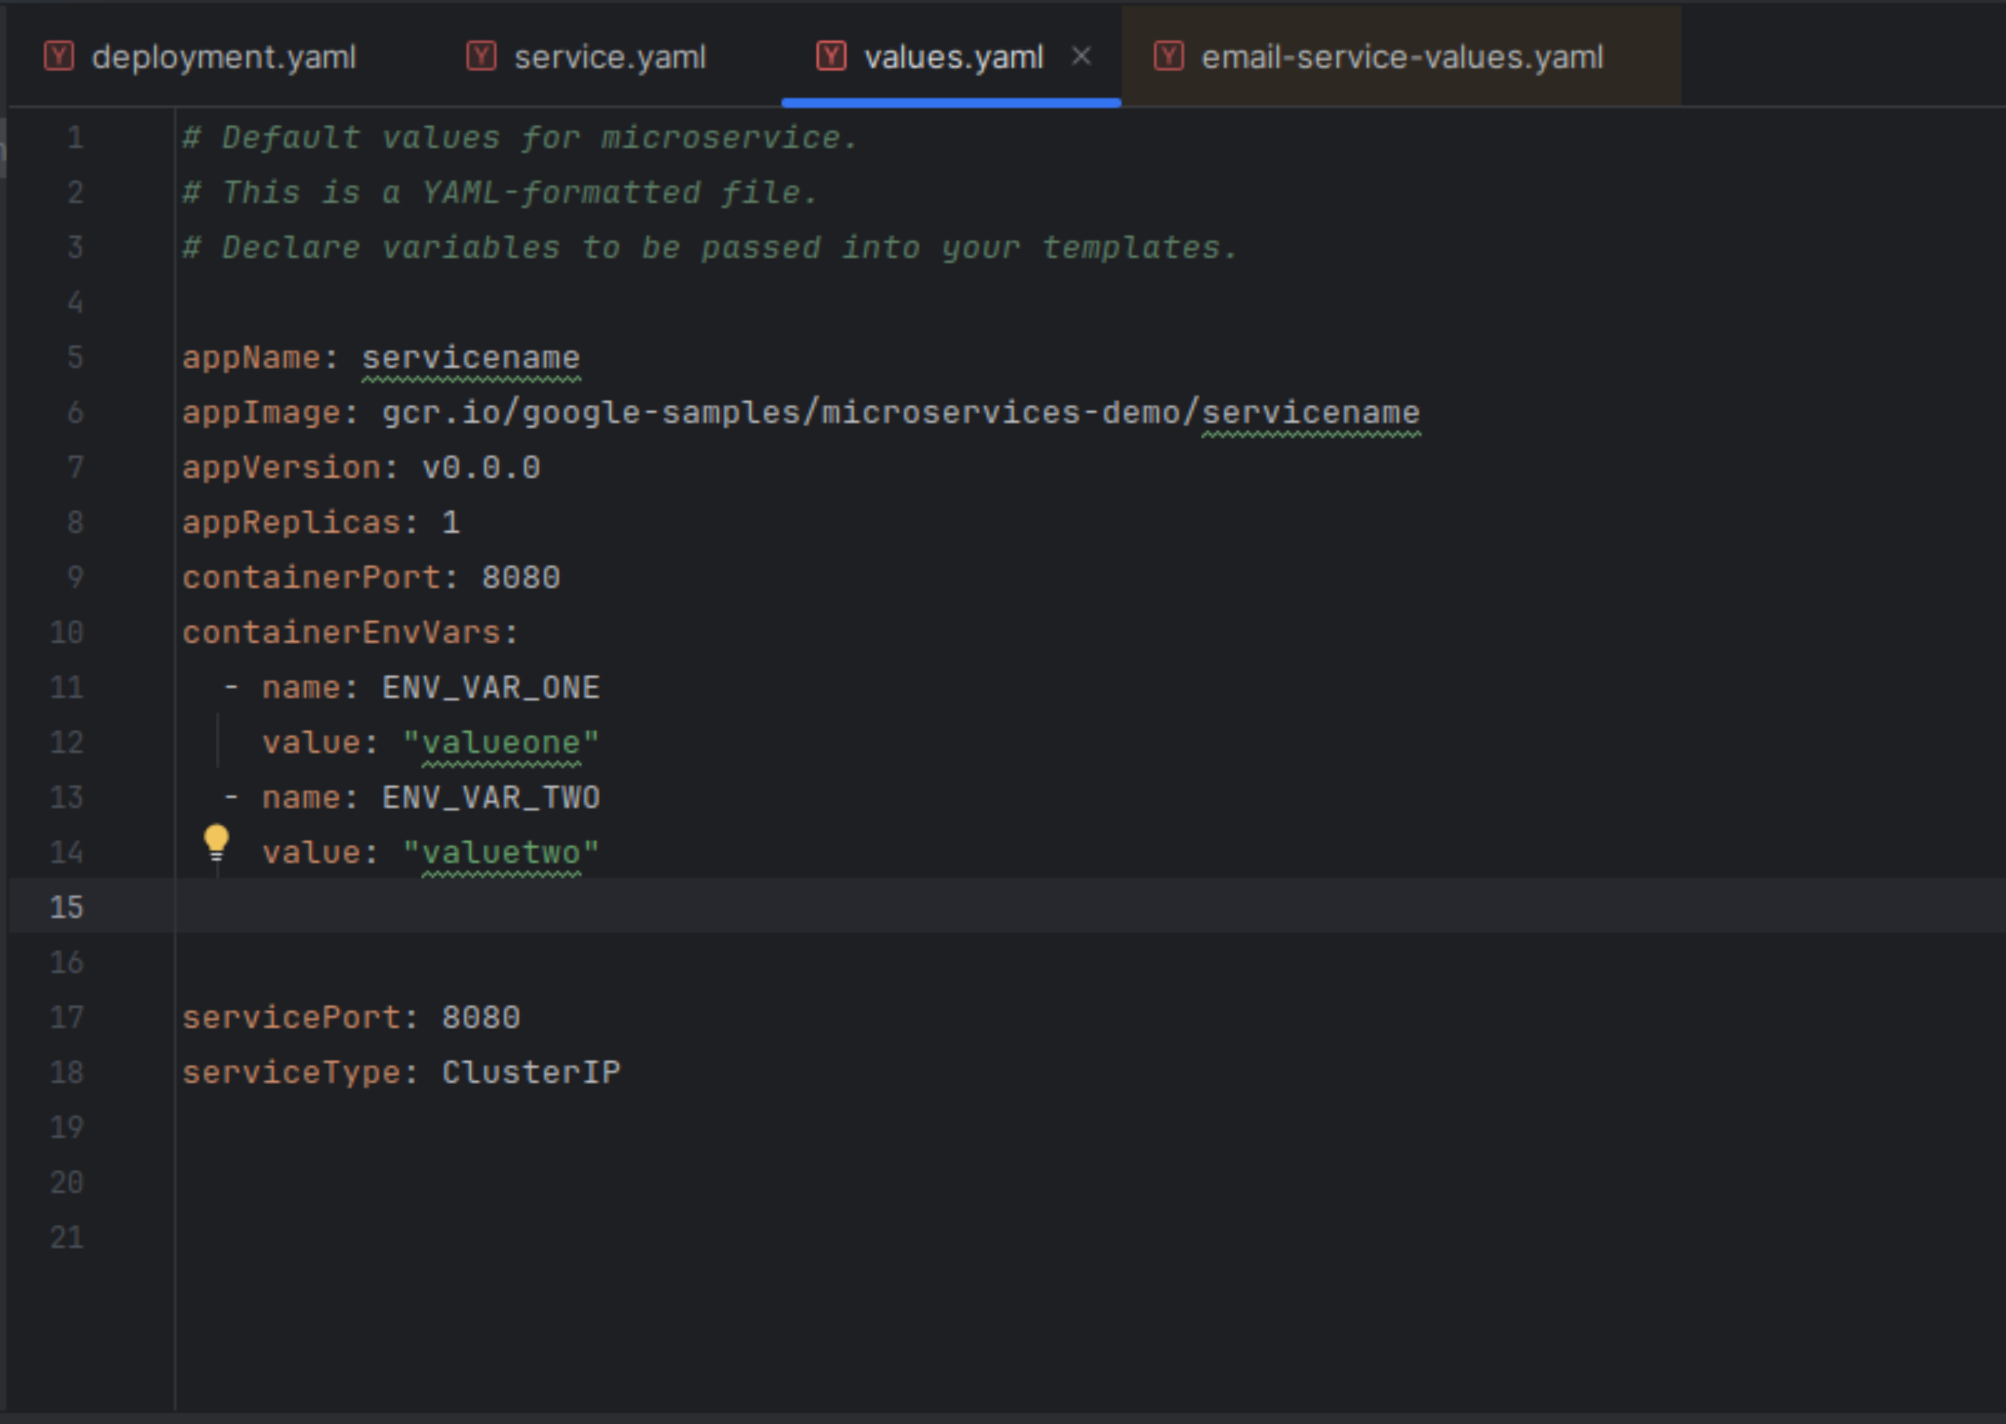 deployment.yaml service.yaml values.yaml email-service-values.yaml
1 # Default values for microservice.
2 # This is a YAML-formatted file.
3 # Declare variables to be passed into your templates.
4
5 appName: servicename
6 appImage: gcr.io/google-samples/microservices-demo/servicename
7 appVersion: v0.0.0
8 appReplicas: 1
9 containerPort: 8080
10 containerEnvVars:
11   - name: ENV_VAR_ONE
12     value: "valueone"
13   - name: ENV_VAR_TWO
14     value: "valuetwo"
15
16
17 servicePort: 8080
18 serviceType: ClusterIP
19
20
21